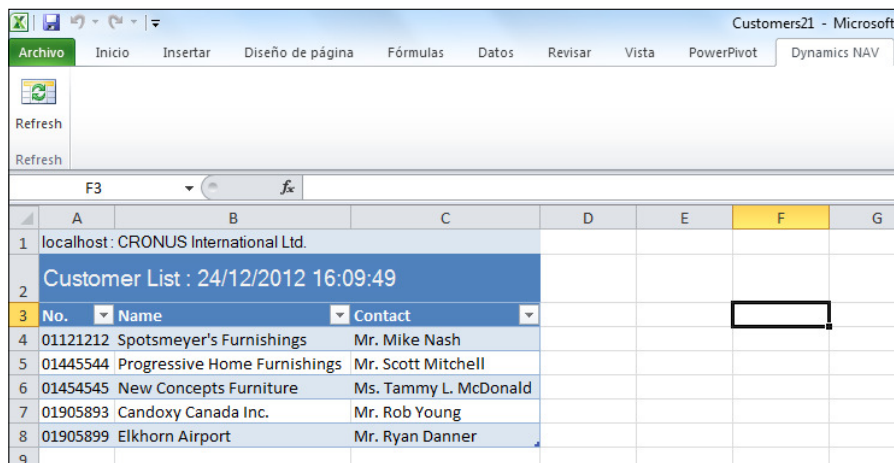 Customers21 - Microsoft
Archivo Inicio Insertar Diseño de página Fórmulas Datos Revisar Vista PowerPivot Dynamics NAV
Refresh
Refresh
F3 fx
A B C D E F G
1 localhost : CRONUS International Ltd.
2 Customer List : 24/12/2012 16:09:49
3 No. Name Contact
4 01121212 Spotsmeyer's Furnishings Mr. Mike Nash
5 01445544 Progressive Home Furnishings Mr. Scott Mitchell
6 01454545 New Concepts Furniture Ms. Tammy L. McDonald
7 01905893 Candoxy Canada Inc. Mr. Rob Young
8 01905899 Elkhorn Airport Mr. Ryan Danner
9